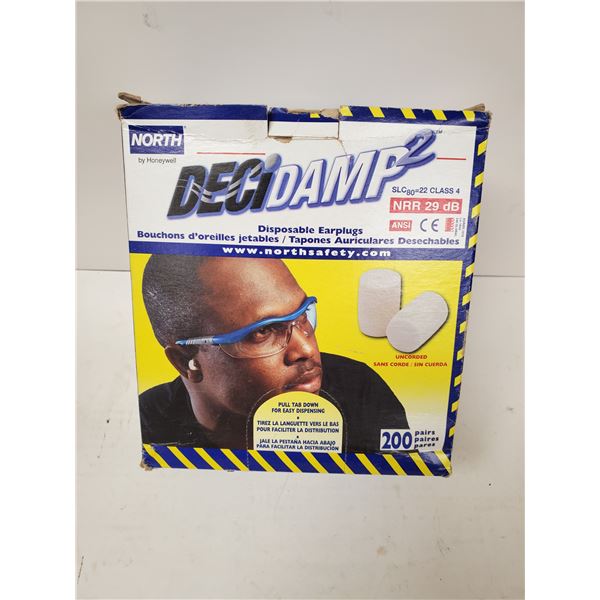 NORTH
by Honeywell
DECIDAMP2
SLC80=22 CLASS 4
NRR 29 dB
ANSI CE
Disposable Earplugs
Bouchons d'oreilles jetables / Tapones Auriculares Desechables
www.northsafety.com
UNCORDED
SANS CORDE / SIN CUERDA
PULL TAB DOWN
FOR EASY DISPENSING
TIREZ LA LANGUETTE VERS LE BAS
POUR FACILITER LA DISTRIBUTION
JALE LA PESTAÑA HACIA ABAJO
PARA FACILITAR LA DISTRIBUCIÓN
200 pairs
paires
pares